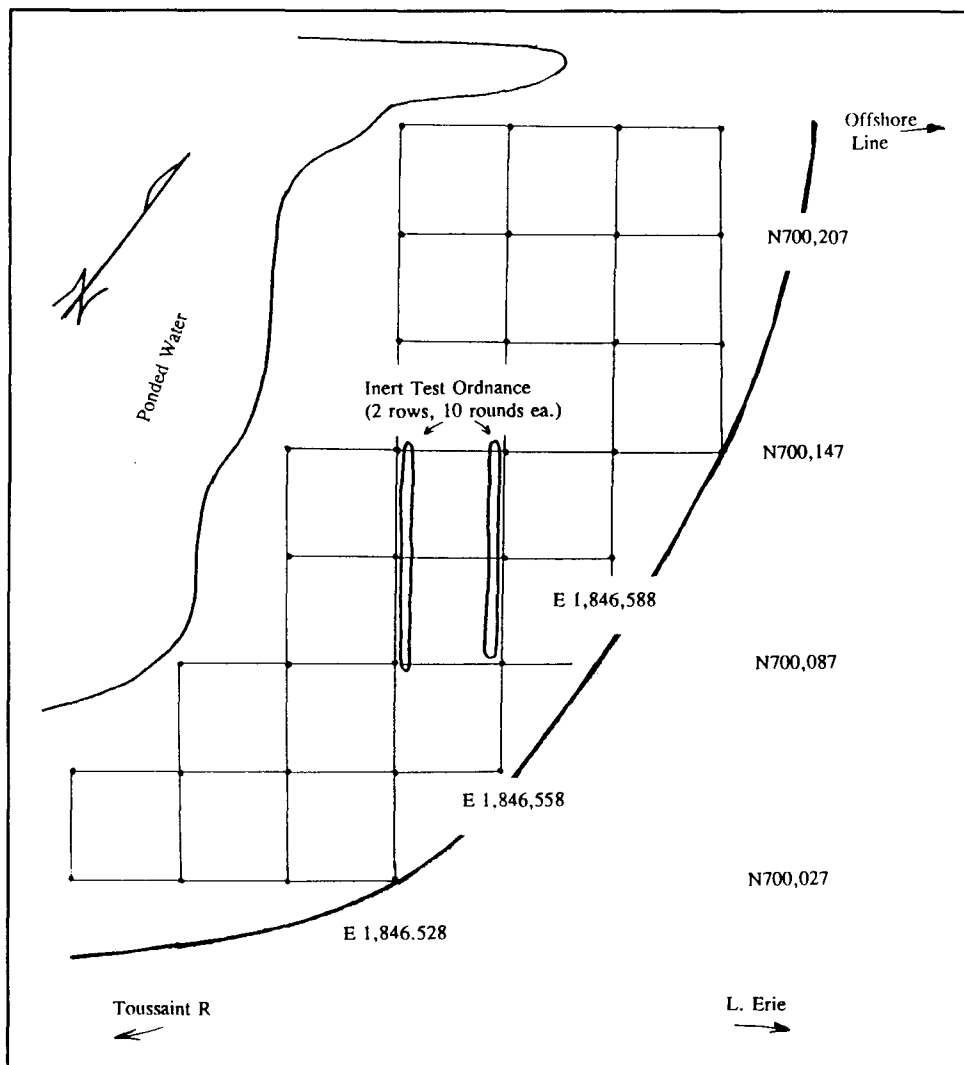 Offshore
Line
N700,207
Ponded Water
Inert Test Ordnance
(2 rows, 10 rounds ea.)
N700,147
E 1,846,588
N700,087
E 1,846,558
N700,027
E 1,846.528
Toussaint R
L. Erie